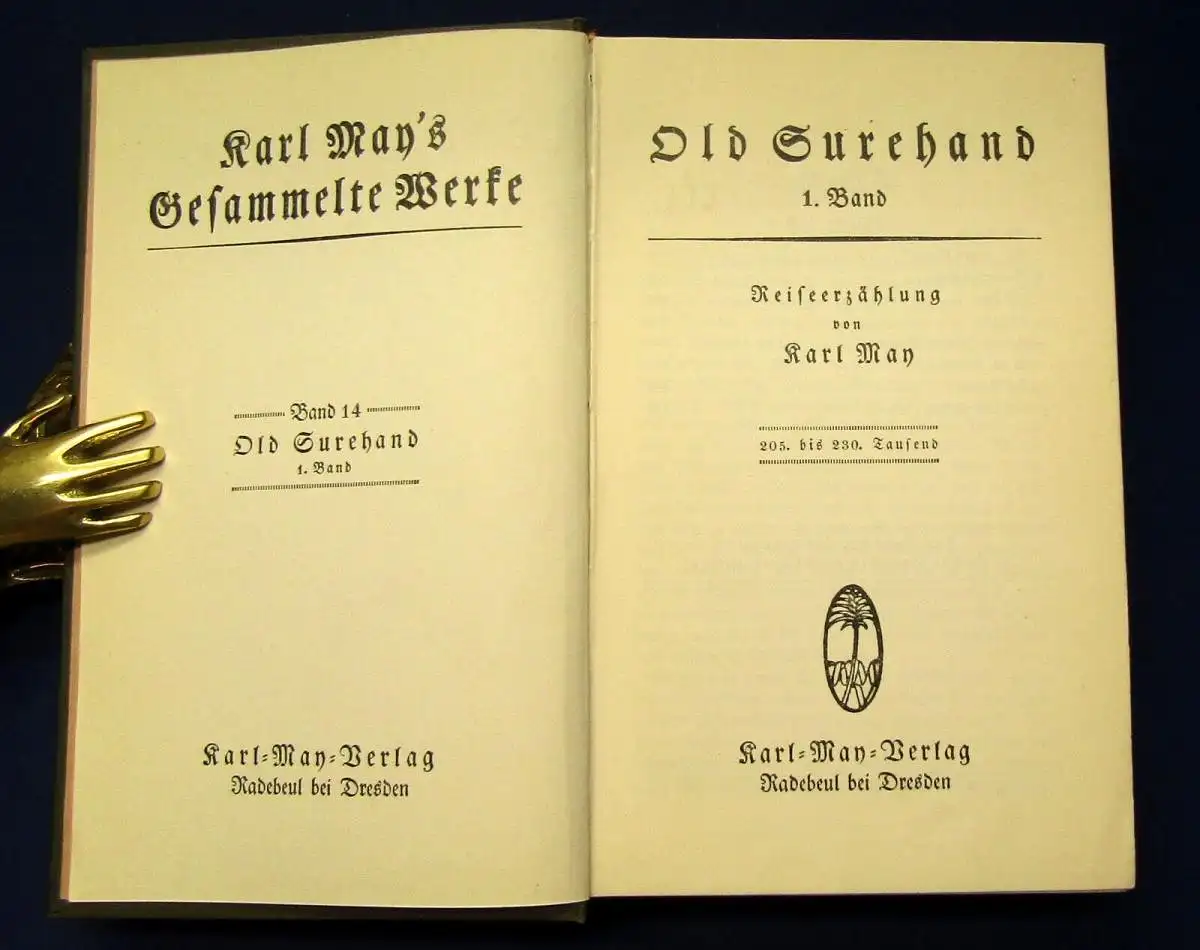 Karl May's
Gesammelte Werke
Band 14
Old Surehand
1. Band
Karl-May-Verlag
Radebeul bei Dresden
Old Surehand
1. Band
Reiseerzählung
von
Karl May
205. bis 230. Tausend
Karl-May-Verlag
Radebeul bei Dresden